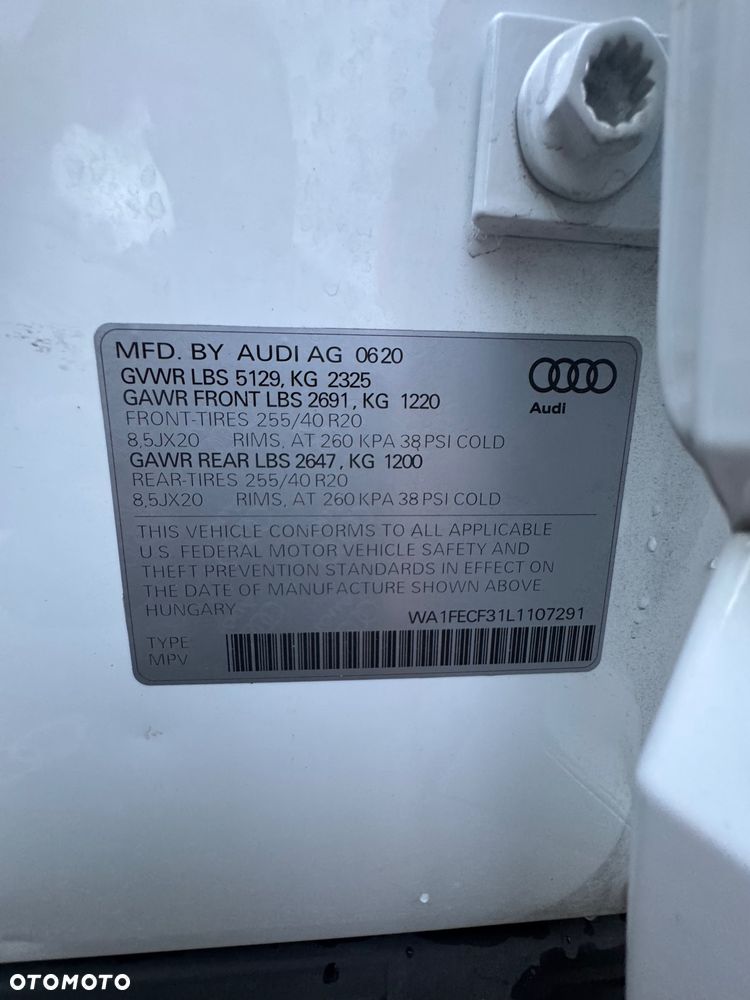 MFD. BY AUDI AG 0620
GVWR LBS 5129, KG 2325
GAWR FRONT LBS 2691, KG 1220
FRONT-TIRES 255/40 R20
8,5JX20 RIMS, AT 260 KPA 38 PSI COLD
GAWR REAR LBS 2647, KG 1200
REAR-TIRES 255/40 R20
8,5JX20 RIMS, AT 260 KPA 38 PSI COLD
Audi
THIS VEHICLE CONFORMS TO ALL APPLICABLE
U.S. FEDERAL MOTOR VEHICLE SAFETY AND
THEFT PREVENTION STANDARDS IN EFFECT ON
THE DATE OF MANUFACTURE SHOWN ABOVE
HUNGARY WA1FECF31L1107291
TYPE
MPV
OTOMOTO